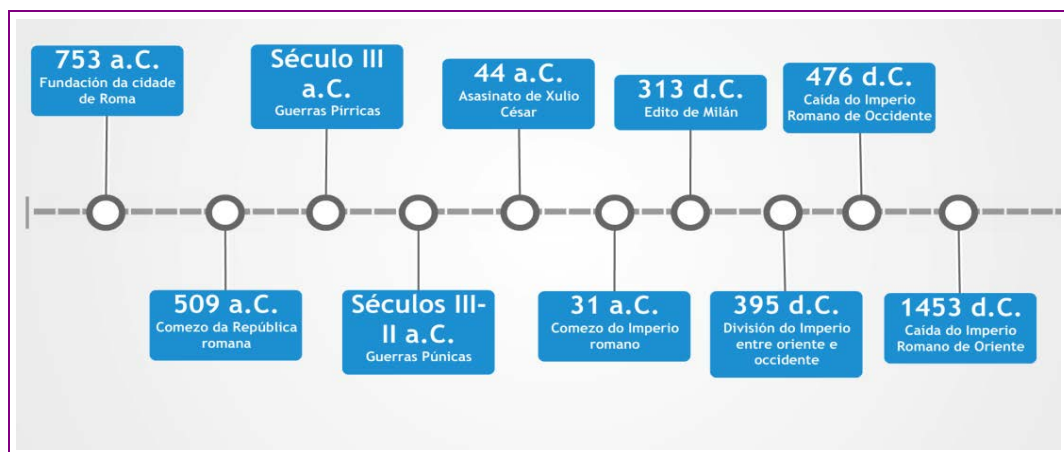 753 a.C.
Fundación da cidade
de Roma
509 a.C.
Comezo da República
romana
Século III
a.C.
Guerras Pírricas
Séculos III-
II a.C.
Guerras Púnicas
44 a.C.
Asasinato de Xulio
César
31 a.C.
Comezo do Imperio
romano
313 d.C.
Edito de Milán
395 d.C.
División do Imperio
entre oriente e
occidente
476 d.C.
Caída do Imperio
Romano de Occidente
1453 d.C.
Caida do Imperio
Romano de Oriente